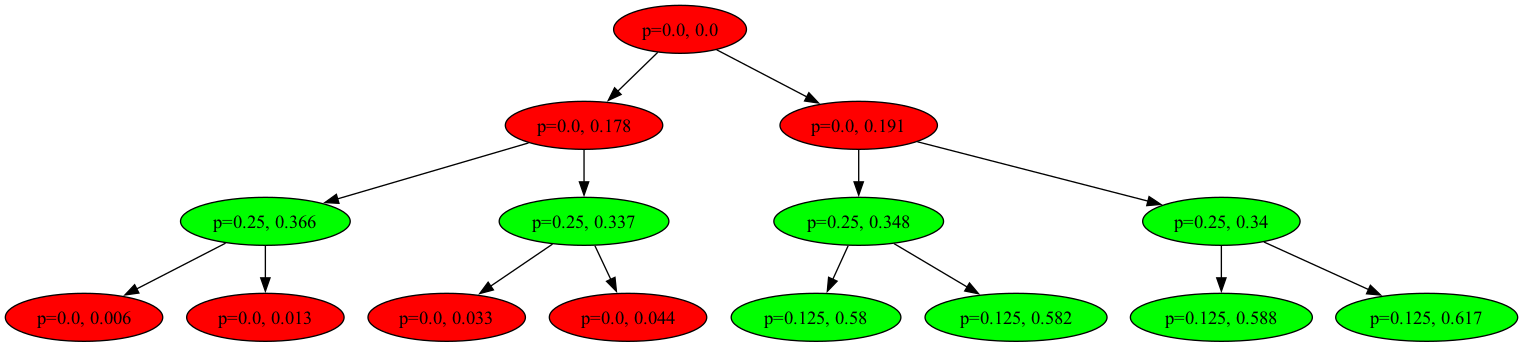 p=0.0, 0.0
p=0.0, 0.178
p=0.0, 0.191
p=0.25, 0.366
p=0.25, 0.337
p=0.25, 0.348
p=0.25, 0.34
p=0.0, 0.006
p=0.0, 0.013
p=0.0, 0.033
p=0.0, 0.044
p=0.125, 0.58
p=0.125, 0.582
p=0.125, 0.588
p=0.125, 0.617